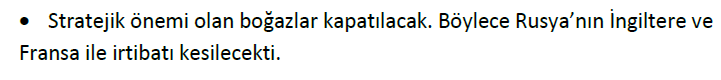 • Stratejik önemi olan boğazlar kapatılacak. Böylece Rusya’nın İngiltere ve
Fransa ile irtibatı kesilecekti.